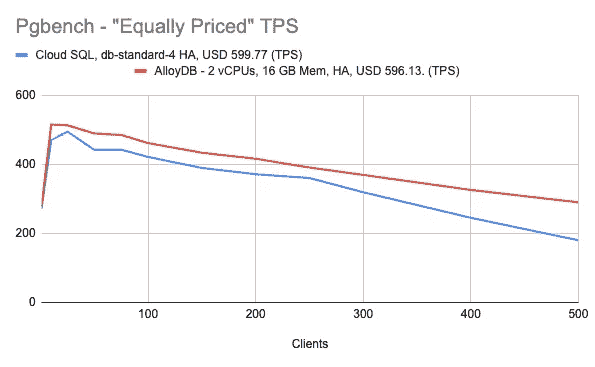 Pgbench - "Equally Priced" TPS
Cloud SQL, db-standard-4 HA, USD 599.77 (TPS)
AlloyDB - 2 vCPUs, 16 GB Mem, HA, USD 596.13. (TPS)
600
400
200
0
100
200
300
400
500
Clients